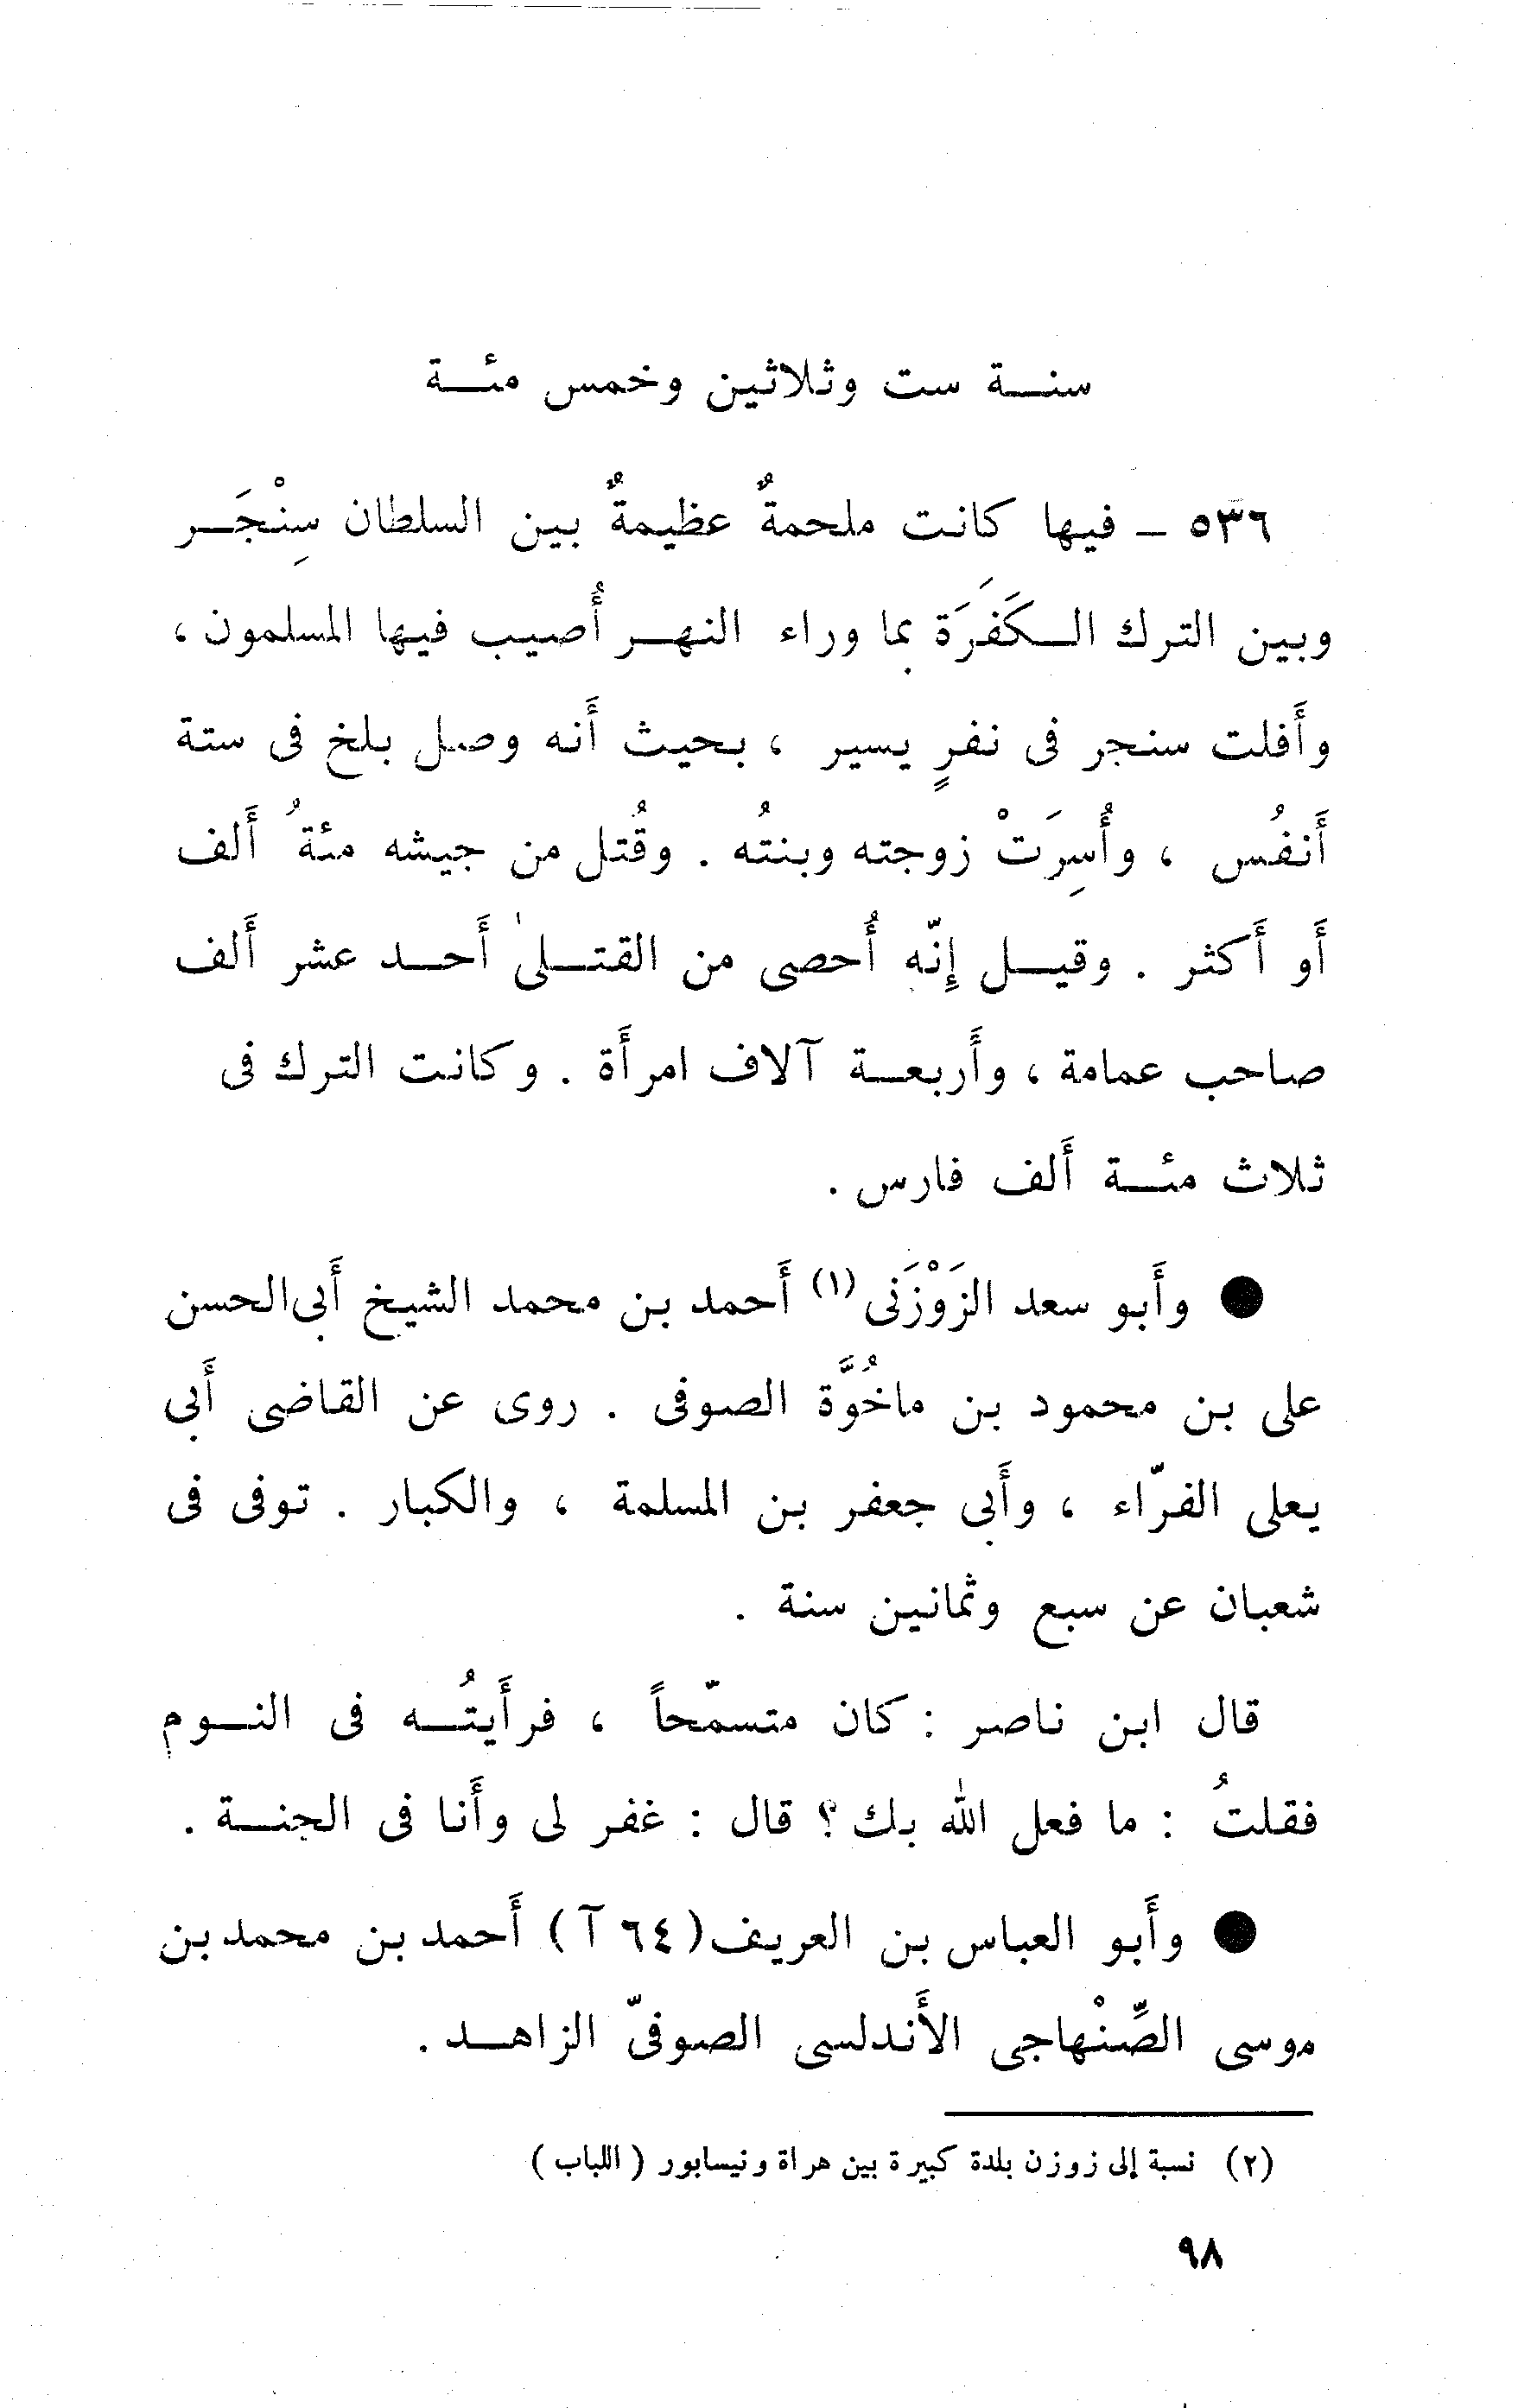 سنة ست وثلاثين وخمس مئة
٥٣٦ – فيها كانت ملحمةٌ عظيمةٌ بين السلطان سِنْجَر
وبين الترك الكَفَرَة بما وراء النهر أُصيب فيها المسلمون ،
وأَفلت سنجر فى نفرٍ يسير ، بحيث أَنه وصل بلخ فى ستة
أَنفُس ، وأُسِرَتْ زوجته وبنتُه . وقُتل من جيشه مئةُ أَلف
أَو أَكثر . وقيل إِنّه أُحصى من القتلىٰ أَحد عشر أَلف
صاحب عمامة ، وأَربعة آلاف امرأَة . وكانت الترك فى
ثلاث مئة أَلف فارس .
● وأَبو سعد الزَوْزَنى (١) أَحمد بن محمد الشيخ أَبى الحسن
على بن محمود بن ماخُوَّة الصوفى . روى عن القاضى أَبى
يعلى الفرّاء ، وأَبى جعفر بن المسلمة ، والكبار . توفى فى
شعبان عن سبع وثمانين سنة .
قال ابن ناصر : كان متسمّحاً ، فرأَيتُه فى النوم
فقلتُ : ما فعل الله بك ؟ قال : غفر لى وأَنا فى الجنة .
● وأَبو العباس بن العريف (٦٤ آ) أَحمد بن محمد بن
موسى الصِّنْهاجى الأَندلسى الصوفىّ الزاهد .
(٢) نسبة إلى زوزن بلدة كبيرة بين هراة ونيسابور ( اللباب )
٩٨